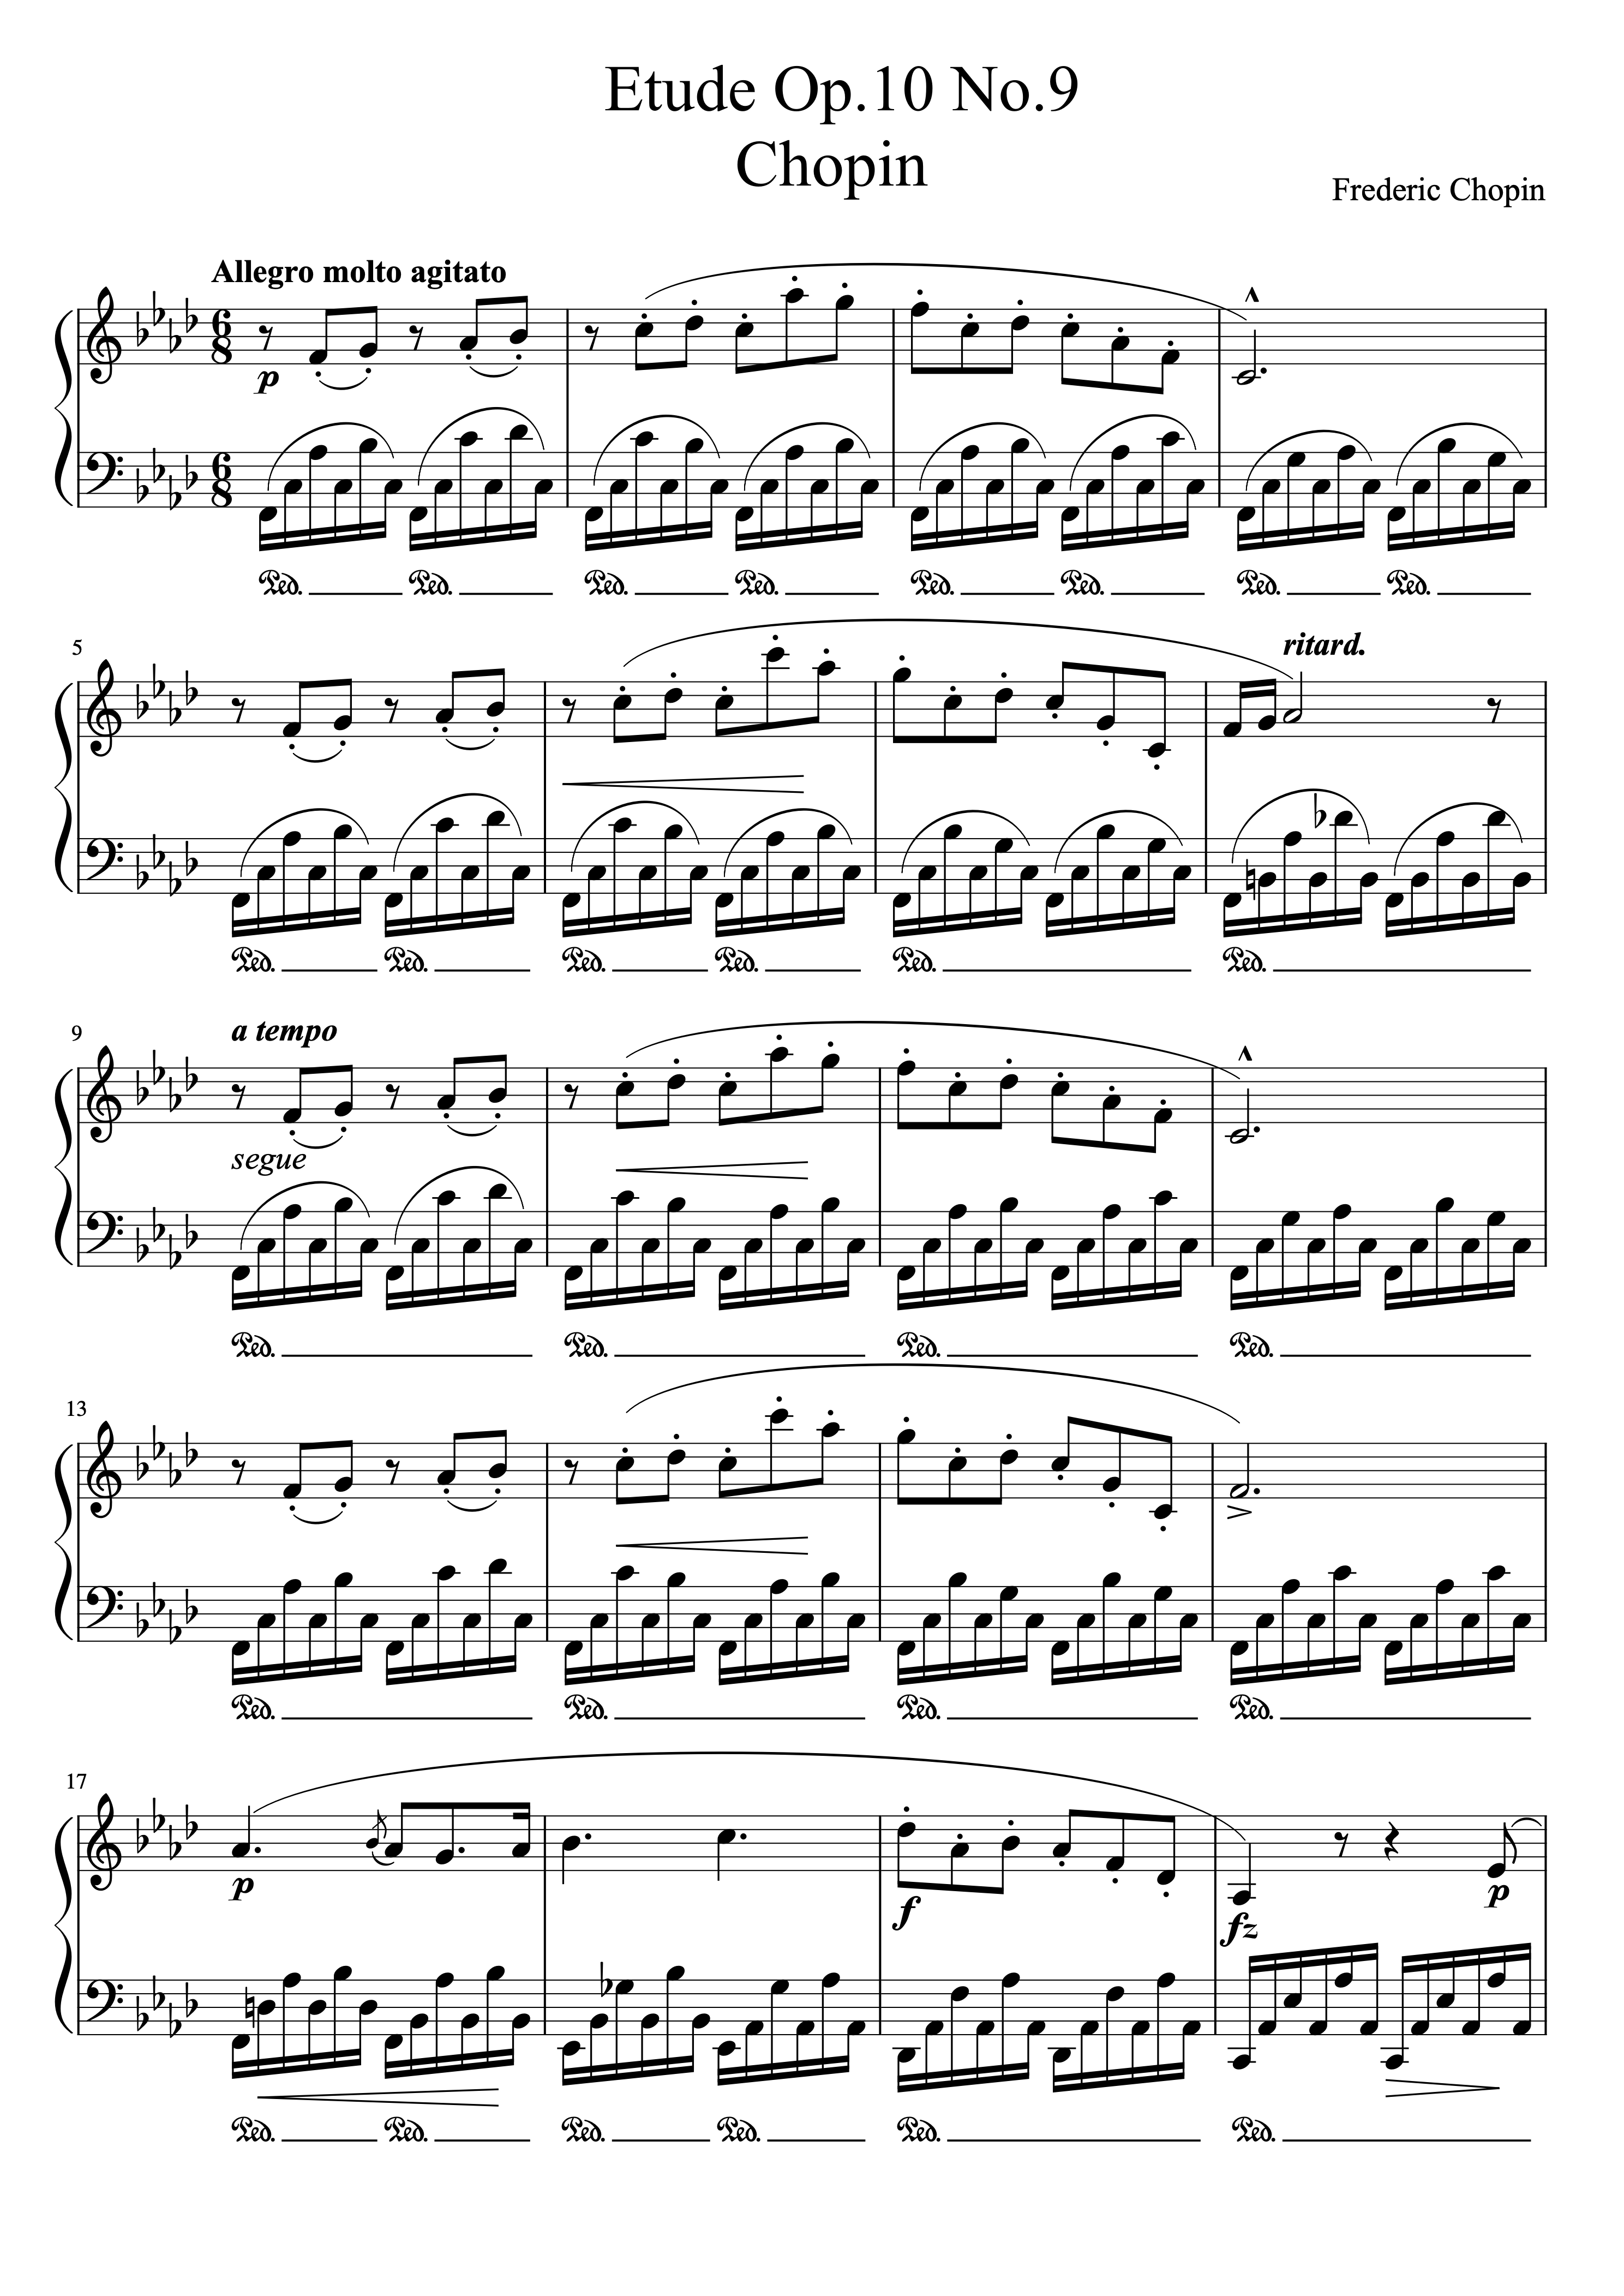 Etude Op.10 No.9
Chopin
Frederic Chopin
Allegro molto agitato
6 8
p
6 8
Ped. Ped. Ped. Ped. Ped. Ped. Ped. Ped.
5
ritard.
Ped. Ped. Ped. Ped. Ped. Ped.
9
a tempo
segue
Ped. Ped. Ped. Ped.
13
Ped. Ped. Ped. Ped.
17
p f fz p
Ped. Ped. Ped. Ped. Ped. Ped.